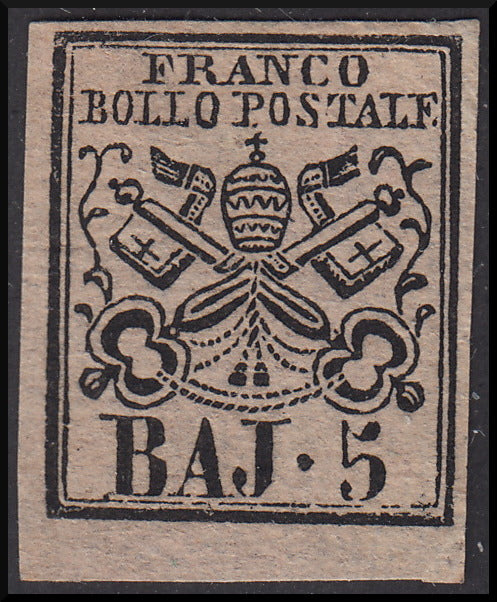 FRANCO
BOLLO POSTALE
BAJ · 5